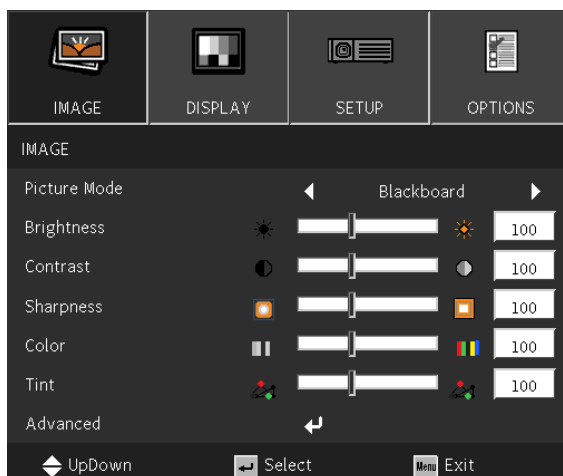 IMAGE DISPLAY SETUP OPTIONS
IMAGE
Picture Mode Blackboard
Brightness 100
Contrast 100
Sharpness 100
Color 100
Tint 100
Advanced
UpDown Select Menu Exit